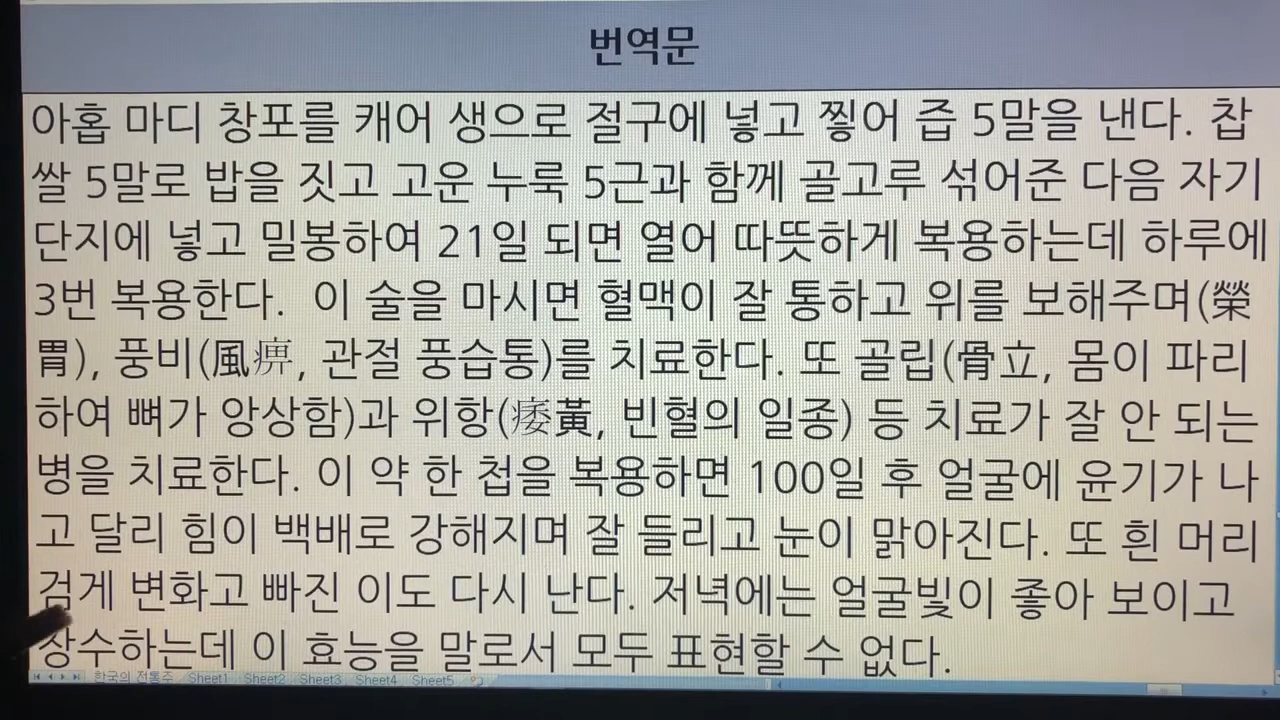 번역문
아홉 마디 창포를 캐어 생으로 절구에 넣고 찧어 즙 5말을 낸다. 찹
쌀 5말로 밥을 짓고 고운 누룩 5근과 함께 골고루 섞어준 다음 자기
단지에 넣고 밀봉하여 21일 되면 열어 따뜻하게 복용하는데 하루에
3번 복용한다. 이 술을 마시면 혈맥이 잘 통하고 위를 보해주며(榮
胃), 풍비(風痹, 관절 풍습통)를 치료한다. 또 골립(骨立, 몸이 파리
하여 뼈가 앙상함)과 위항(痿黃, 빈혈의 일종) 등 치료가 잘 안 되는
병을 치료한다. 이 약 한 첩을 복용하면 100일 후 얼굴에 윤기가 나
고 달리 힘이 백배로 강해지며 잘 들리고 눈이 맑아진다. 또 흰 머리
검게 변화고 빠진 이도 다시 난다. 저녁에는 얼굴빛이 좋아 보이고
장수하는데 이 효능을 말로서 모두 표현할 수 없다.
한국의 전통주 Sheet1 Sheet2 Sheet3 Sheet4 Sheet5